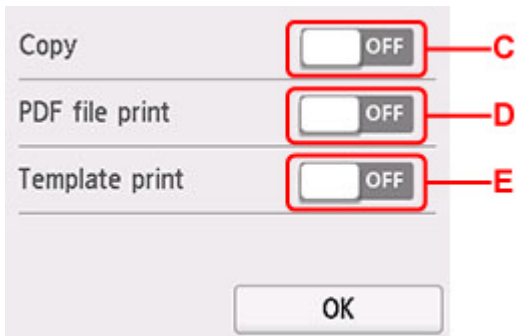 Copy OFF C
PDF file print OFF D
Template print OFF E
OK